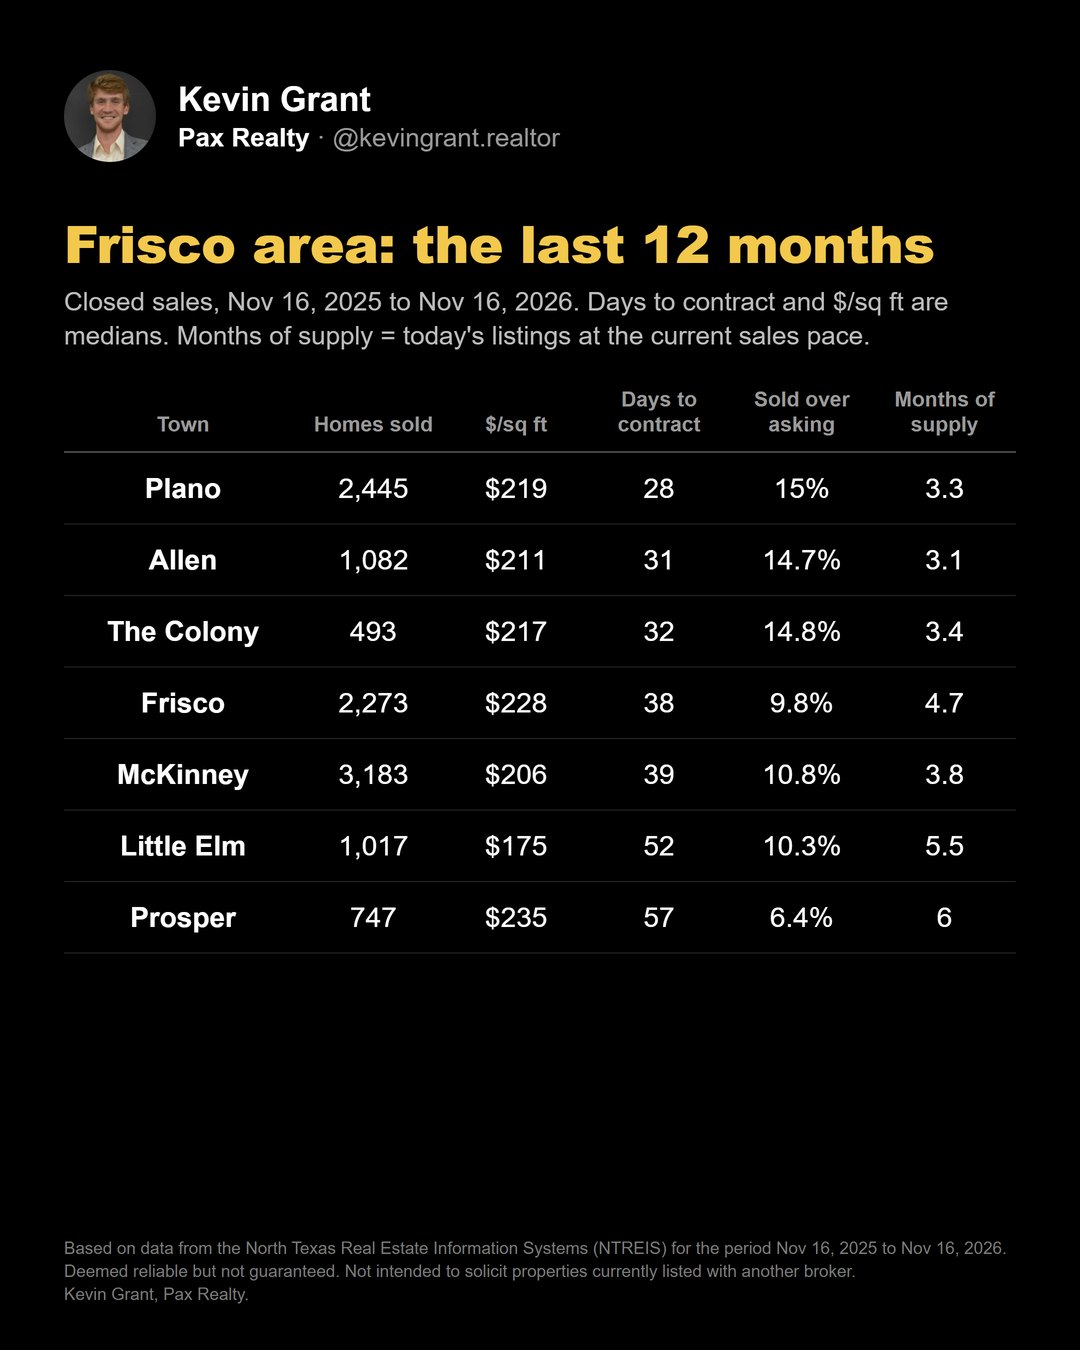 Kevin Grant
Pax Realty · @kevingrant.realtor
Frisco area: the last 12 months
Closed sales, Nov 16, 2025 to Nov 16, 2026. Days to contract and $/sq ft are
medians. Months of supply = today's listings at the current sales pace.
Town Homes sold $/sq ft Days to contract Sold over asking Months of supply
Plano 2,445 $219 28 15% 3.3
Allen 1,082 $211 31 14.7% 3.1
The Colony 493 $217 32 14.8% 3.4
Frisco 2,273 $228 38 9.8% 4.7
McKinney 3,183 $206 39 10.8% 3.8
Little Elm 1,017 $175 52 10.3% 5.5
Prosper 747 $235 57 6.4% 6
Based on data from the North Texas Real Estate Information Systems (NTREIS) for the period Nov 16, 2025 to Nov 16, 2026.
Deemed reliable but not guaranteed. Not intended to solicit properties currently listed with another broker.
Kevin Grant, Pax Realty.